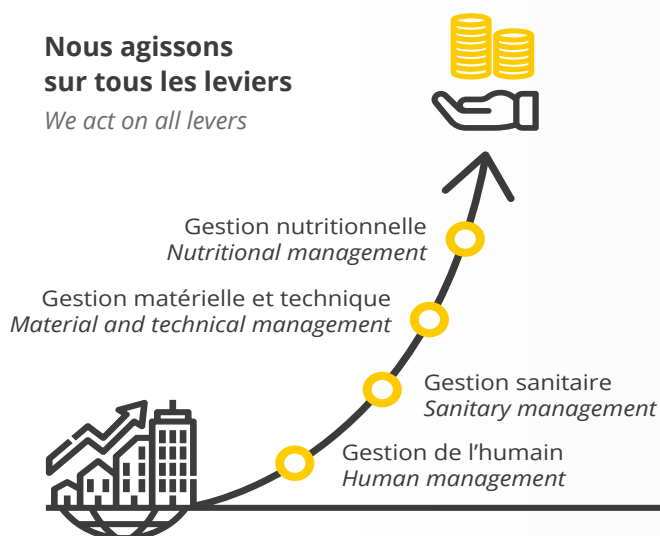 Nous agissons
sur tous les leviers
We act on all levers
Gestion nutritionnelle
Nutritional management
Gestion matérielle et technique
Material and technical management
Gestion sanitaire
Sanitary management
Gestion de l’humain
Human management